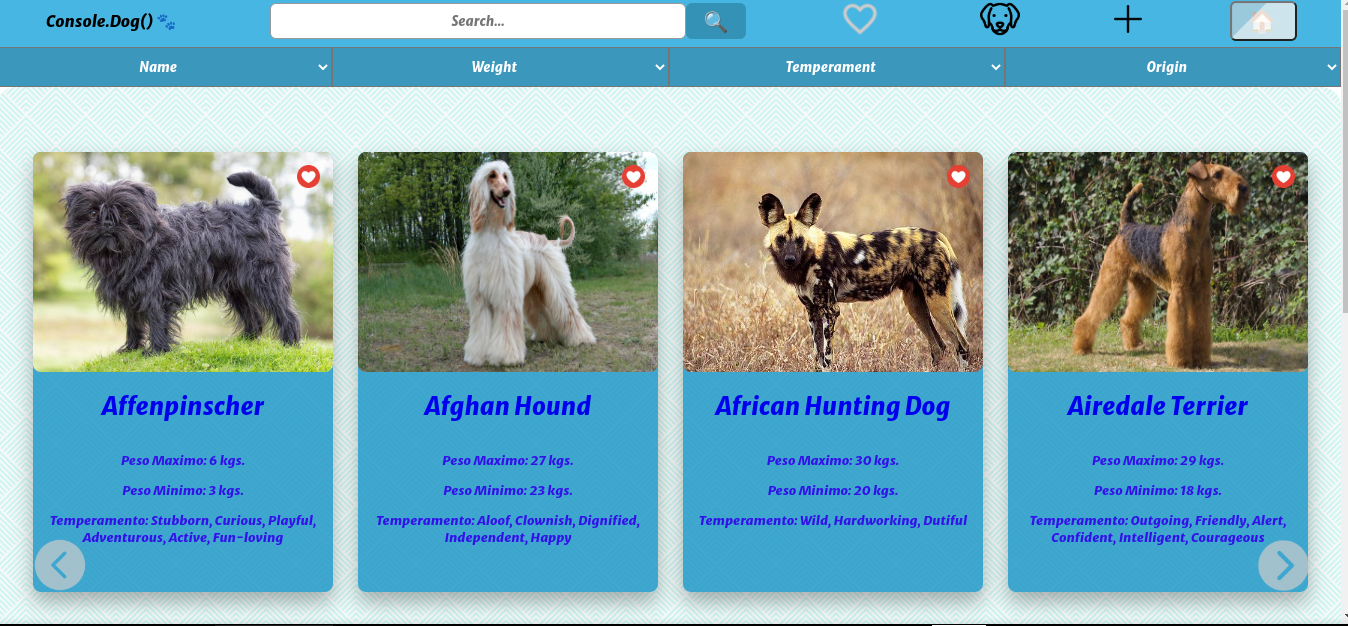 Console.Dog()
Search...
Name
Weight
Temperament
Origin
Affenpinscher
Peso Maximo: 6 kgs.
Peso Minimo: 3 kgs.
Temperamento: Stubborn, Curious, Playful,
Adventurous, Active, Fun-loving
Afghan Hound
Peso Maximo: 27 kgs.
Peso Minimo: 23 kgs.
Temperamento: Aloof, Clownish, Dignified,
Independent, Happy
African Hunting Dog
Peso Maximo: 30 kgs.
Peso Minimo: 20 kgs.
Temperamento: Wild, Hardworking, Dutiful
Airedale Terrier
Peso Maximo: 29 kgs.
Peso Minimo: 18 kgs.
Temperamento: Outgoing, Friendly, Alert,
Confident, Intelligent, Courageous